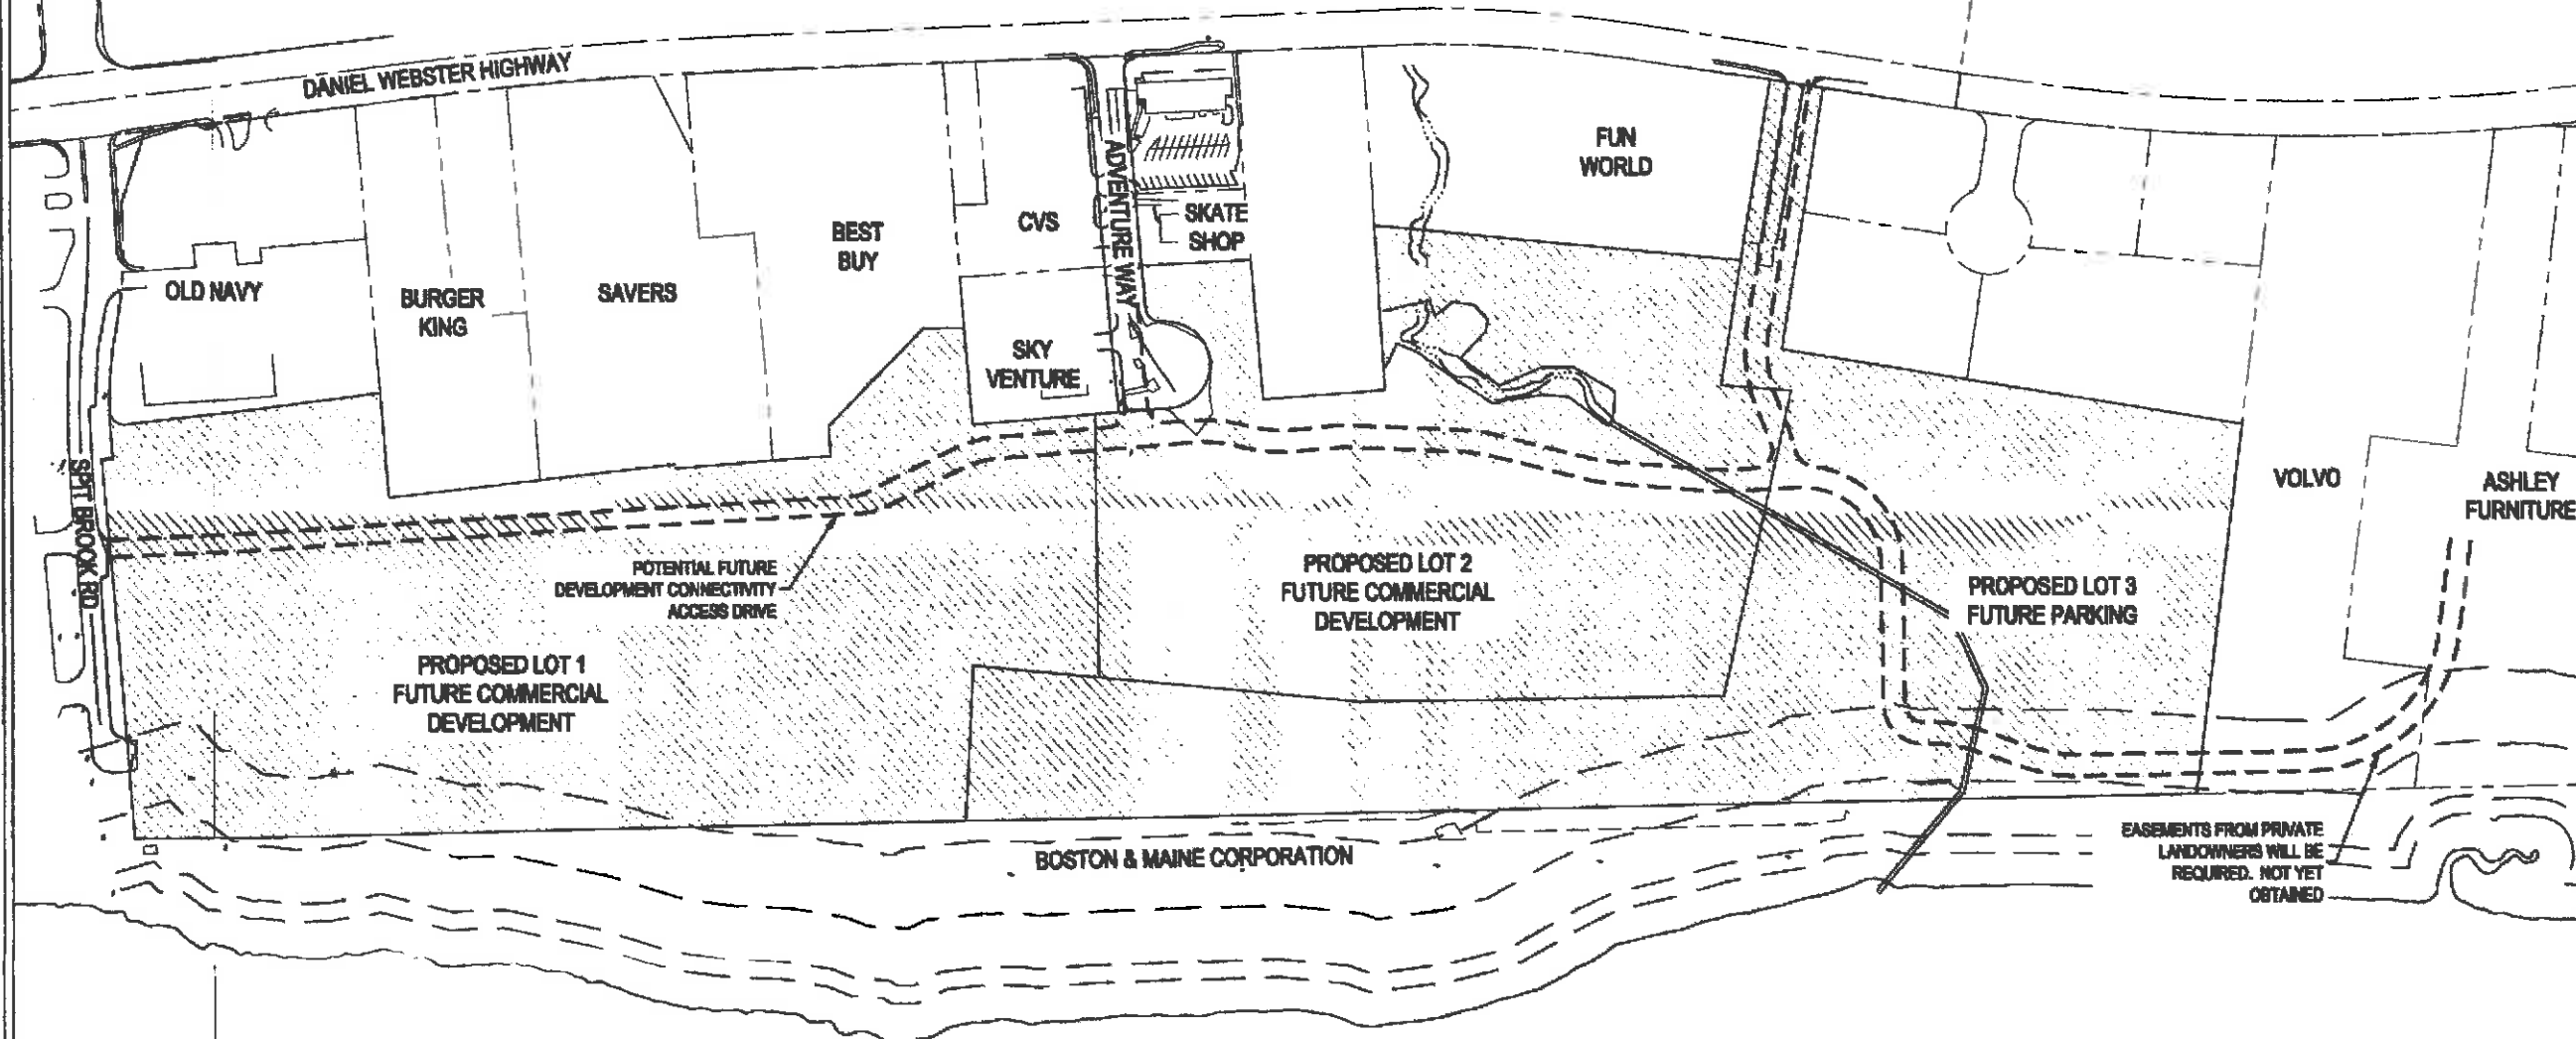 DANIEL WEBSTER HIGHWAY
FUN
WORLD
ADVENTURE WAY
SKATE
SHOP
CVS
BEST
BUY
OLD NAVY
BURGER
KING
SAVERS
SKY
VENTURE
SPIT BROOK RD
VOLVO
ASHLEY
FURNITURE
POTENTIAL FUTURE
DEVELOPMENT CONNECTIVITY
ACCESS DRIVE
PROPOSED LOT 2
FUTURE COMMERCIAL
DEVELOPMENT
PROPOSED LOT 3
FUTURE PARKING
PROPOSED LOT 1
FUTURE COMMERCIAL
DEVELOPMENT
BOSTON & MAINE CORPORATION
EASEMENTS FROM PRIVATE
LANDOWNERS WILL BE
REQUIRED. NOT YET
OBTAINED